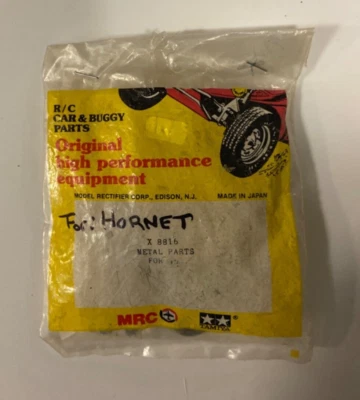 R/C
CAR & BUGGY
PARTS
Original
high performance
equipment
MODEL RECTIFIER CORP., EDISON, N.J. MADE IN JAPAN
For: HORNET
X 8816
METAL PARTS
FOR
MRC TAMIYA